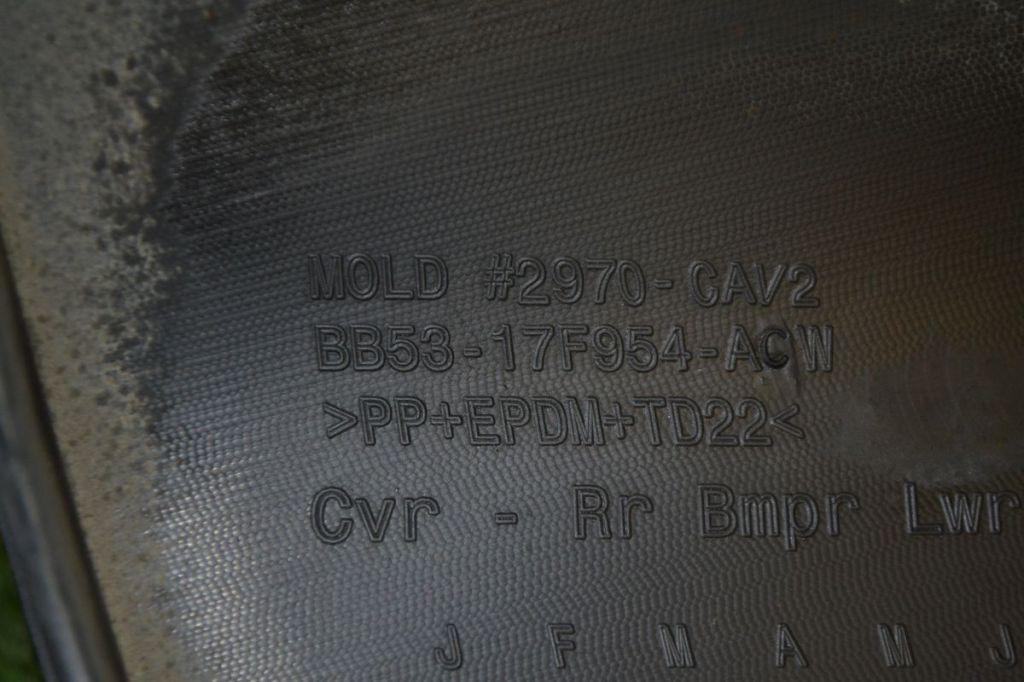 MOLD #2970-CAV2
BB53-17F954-ACW
>PP+EPDM+TD22<
Cvr - Rr Bmpr Lwr
J F M A M J